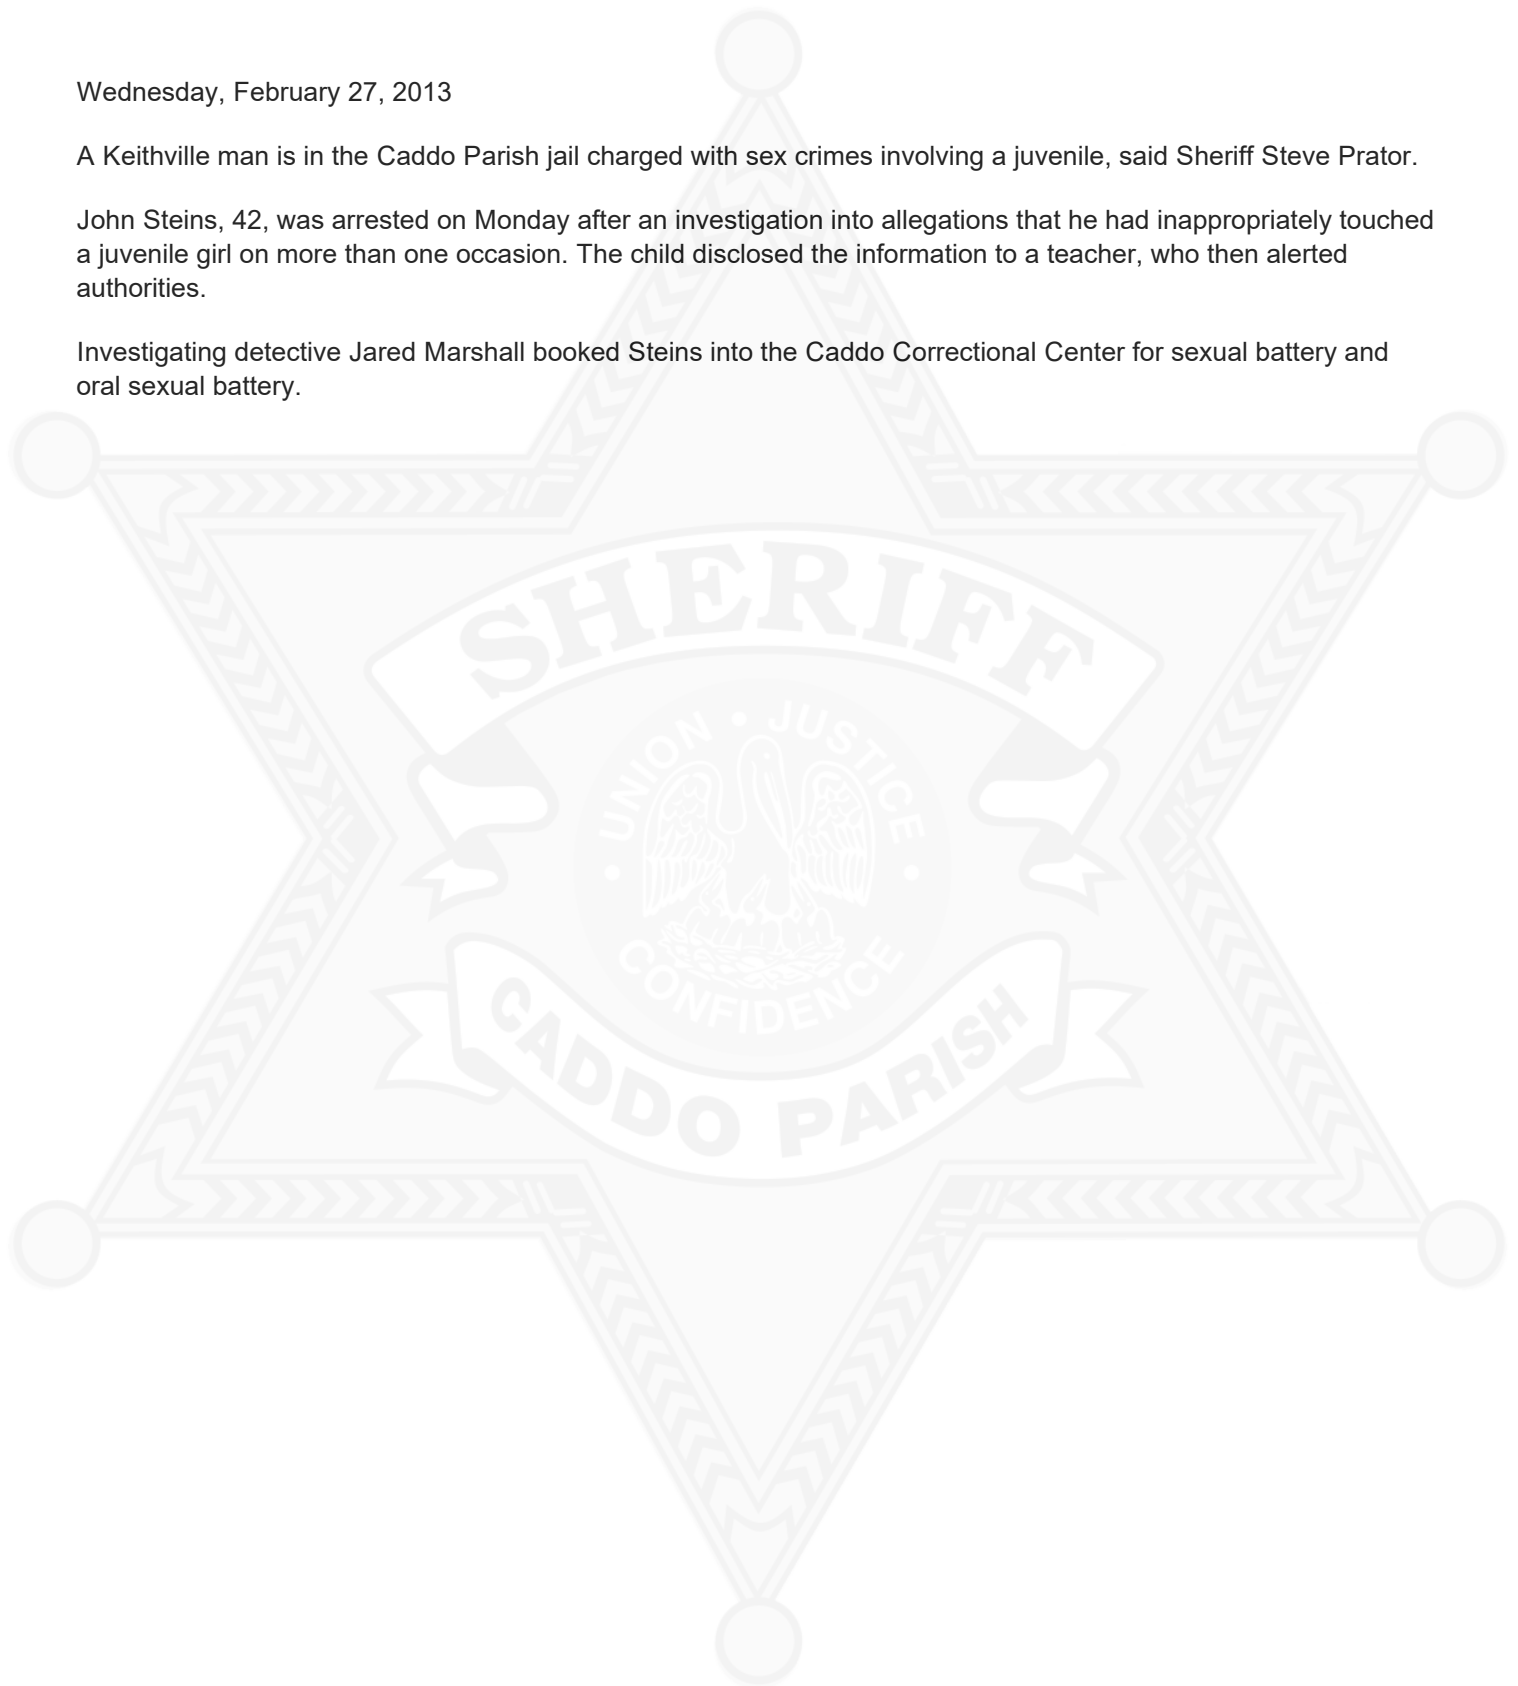 Wednesday, February 27, 2013
A Keithville man is in the Caddo Parish jail charged with sex crimes involving a juvenile, said Sheriff Steve Prator.
John Steins, 42, was arrested on Monday after an investigation into allegations that he had inappropriately touched
a juvenile girl on more than one occasion. The child disclosed the information to a teacher, who then alerted
authorities.
Investigating detective Jared Marshall booked Steins into the Caddo Correctional Center for sexual battery and
oral sexual battery.
SHERIFF
UNION • JUSTICE
• CONFIDENCE •
CADDO PARISH